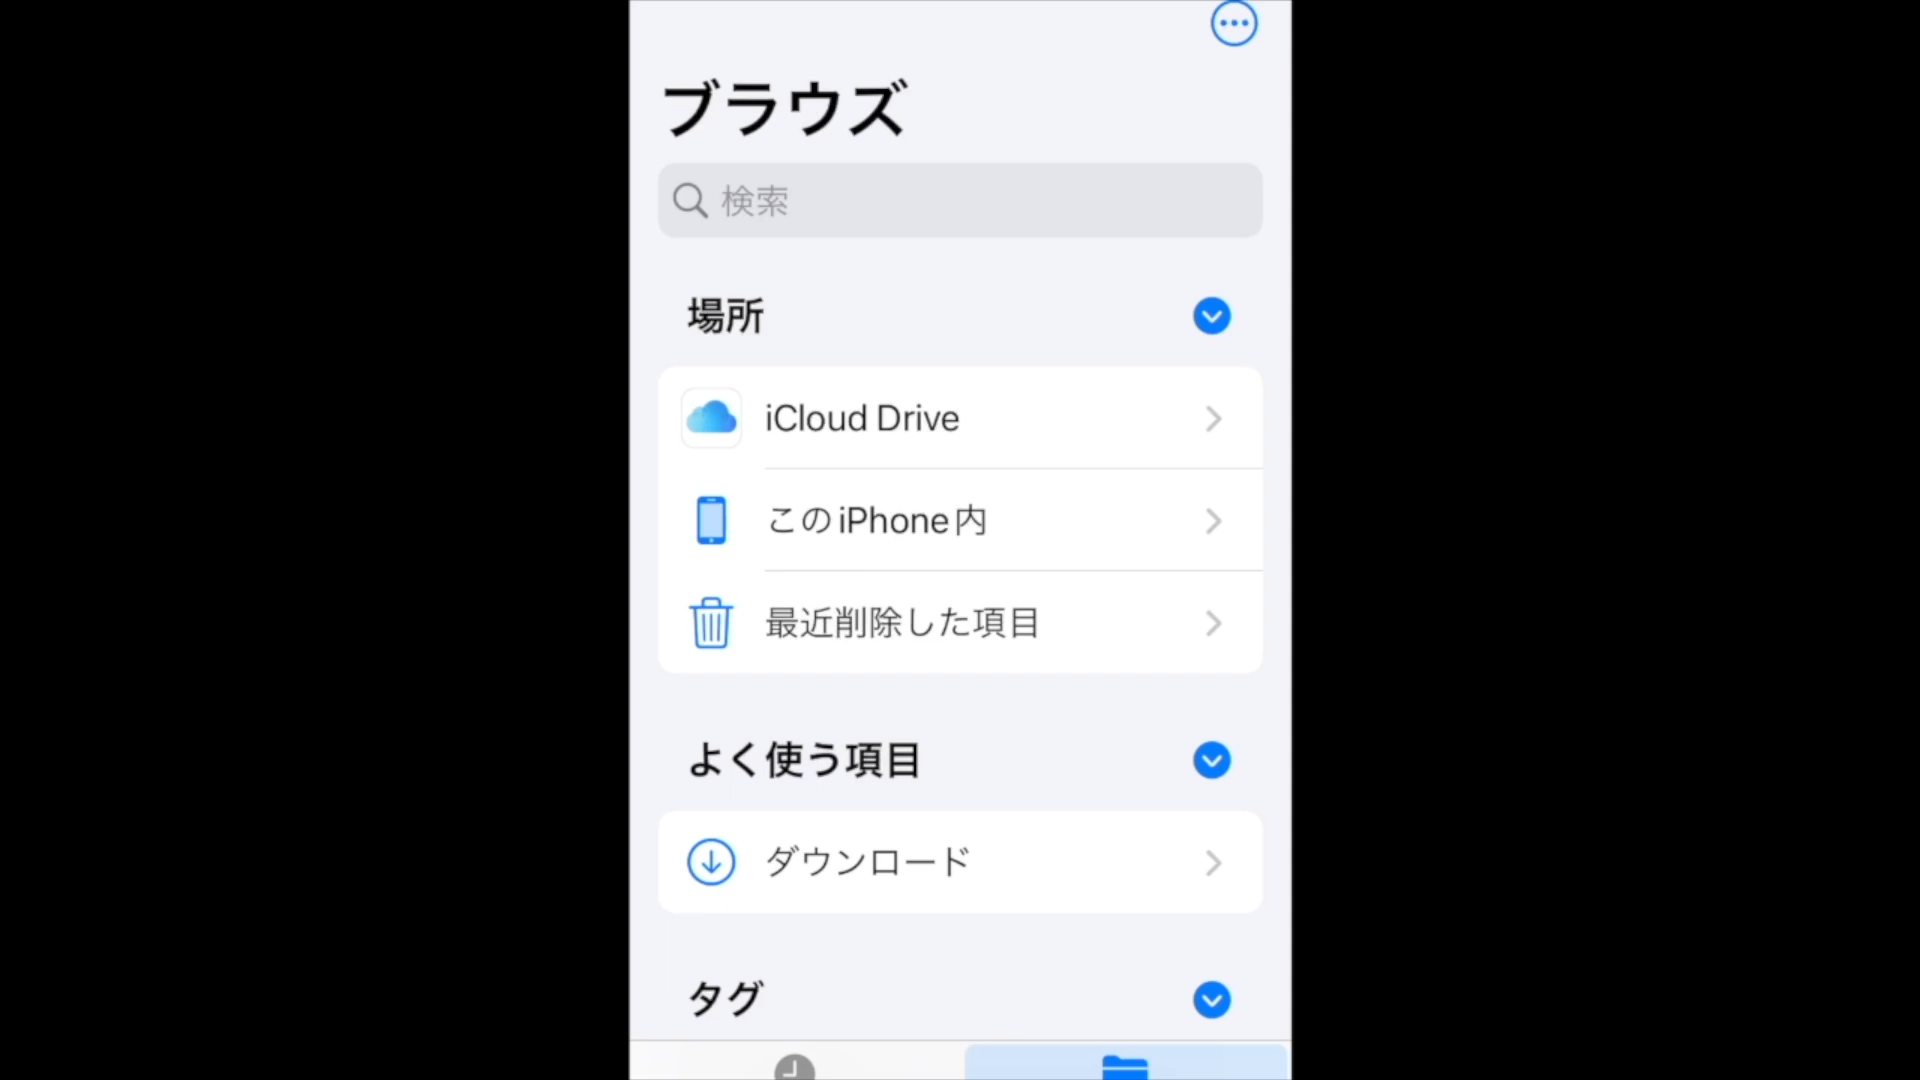 ブラウズ
検索
場所
iCloud Drive
このiPhone内
最近削除した項目
よく使う項目
ダウンロード
タグ